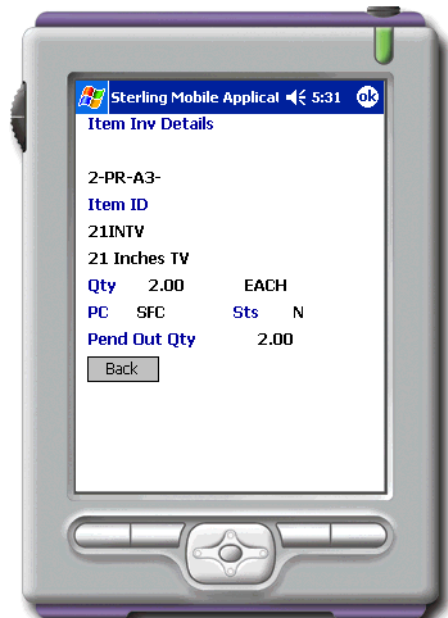 Sterling Mobile Applicat 5:31 ok
Item Inv Details
2-PR-A3-
Item ID
21INTV
21 Inches TV
Qty 2.00 EACH
PC SFC Sts N
Pend Out Qty 2.00
Back